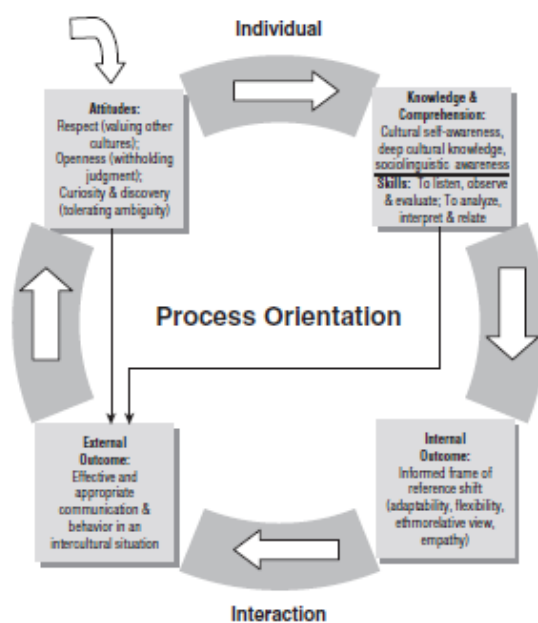 Individual
Attitudes:
Respect (valuing other
cultures);
Openness (withholding
judgment);
Curiosity & discovery
(tolerating ambiguity)
Knowledge &
Comprehension:
Cultural self-awareness,
deep cultural knowledge,
sociolinguistic awareness
Skills: To listen, observe
& evaluate; To analyze,
interpret & relate
Process Orientation
External
Outcome:
Effective and
appropriate
communication &
behavior in an
intercultural situation
Internal
Outcome:
Informed frame of
reference shift
(adaptability, flexibility,
ethnorelative view,
empathy)
Interaction